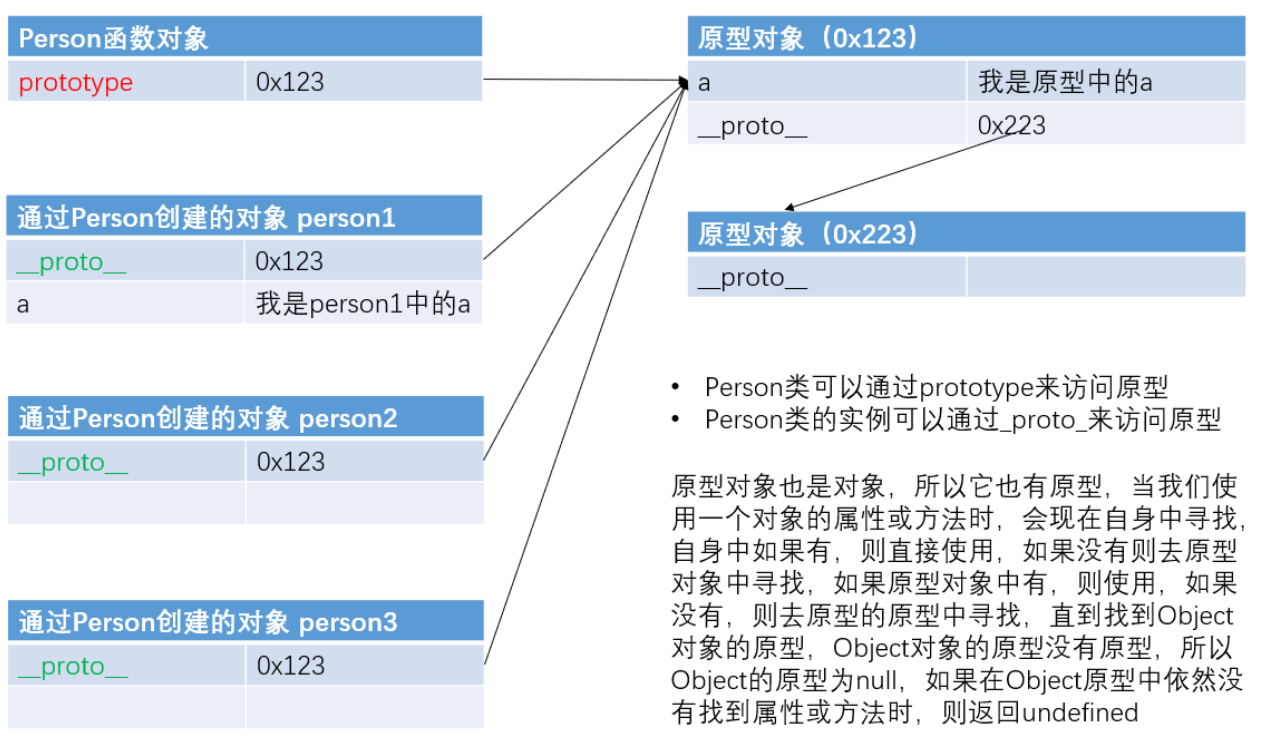 Person函数对象
prototype 0x123
通过Person创建的对象 person1
__proto__ 0x123
a 我是person1中的a
通过Person创建的对象 person2
__proto__ 0x123
通过Person创建的对象 person3
__proto__ 0x123
原型对象（0x123）
a 我是原型中的a
__proto__ 0x223
原型对象（0x223）
__proto__
• Person类可以通过prototype来访问原型
• Person类的实例可以通过_proto_来访问原型
原型对象也是对象，所以它也有原型，当我们使
用一个对象的属性或方法时，会现在自身中寻找，
自身中如果有，则直接使用，如果没有则去原型
对象中寻找，如果原型对象中有，则使用，如果
没有，则去原型的原型中寻找，直到找到Object
对象的原型，Object对象的原型没有原型，所以
Object的原型为null，如果在Object原型中依然没
有找到属性或方法时，则返回undefined